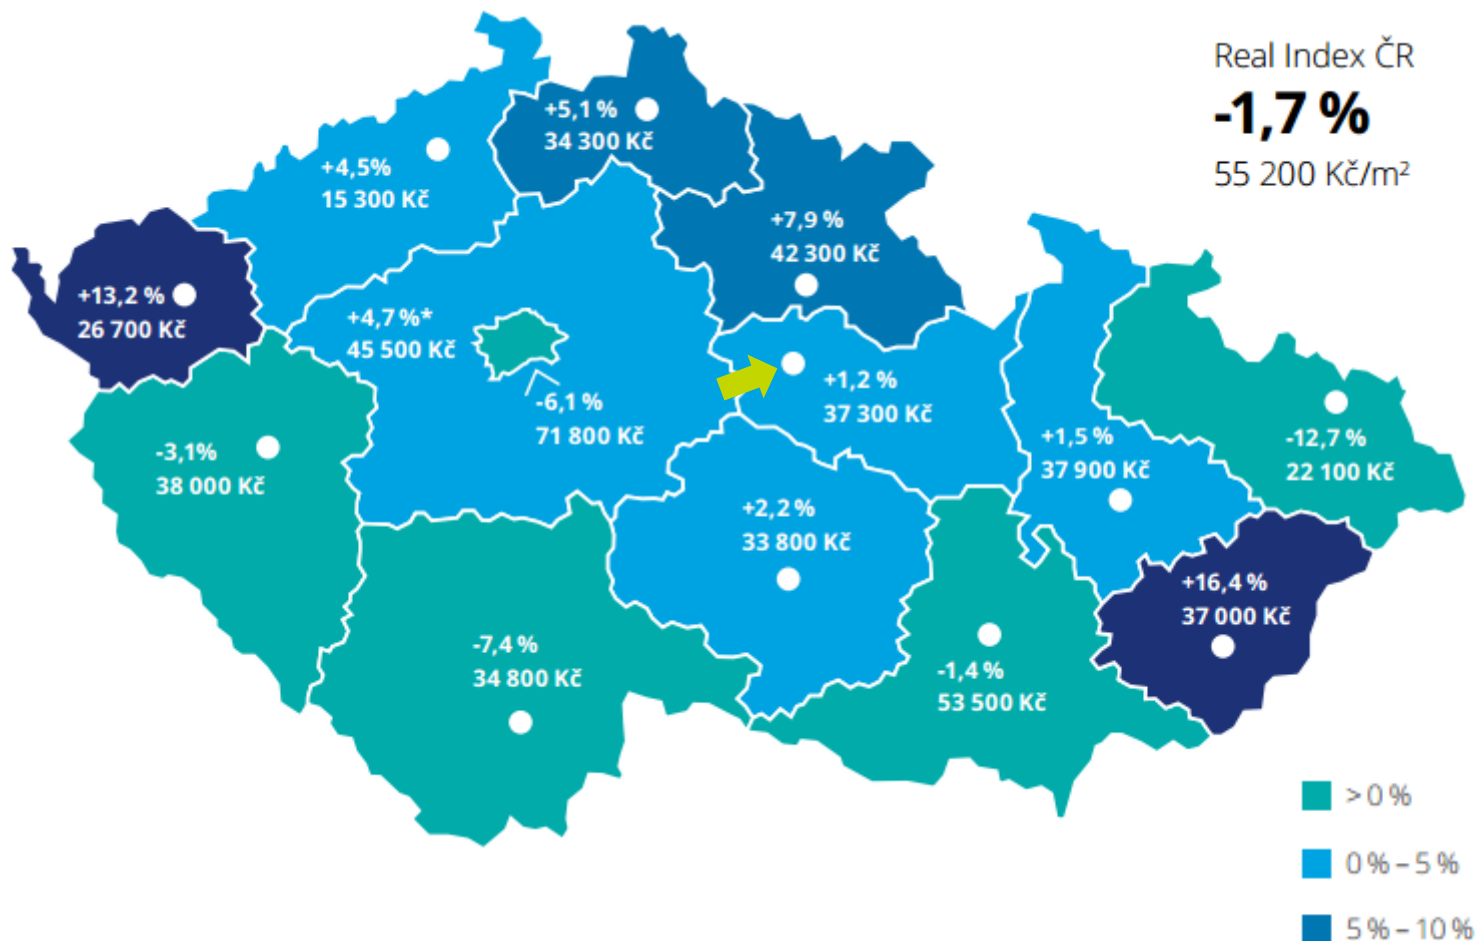 Real Index ČR
-1,7 %
55 200 Kč/m²
+5,1 %
34 300 Kč
+4,5%
15 300 Kč
+7,9 %
42 300 Kč
+13,2 %
26 700 Kč
+4,7 %*
45 500 Kč
-6,1 %
71 800 Kč
+1,2 %
37 300 Kč
-3,1%
38 000 Kč
+1,5 %
37 900 Kč
-12,7 %
22 100 Kč
+2,2 %
33 800 Kč
+16,4 %
37 000 Kč
-7,4 %
34 800 Kč
-1,4 %
53 500 Kč
> 0 %
0 % – 5 %
5 % – 10 %